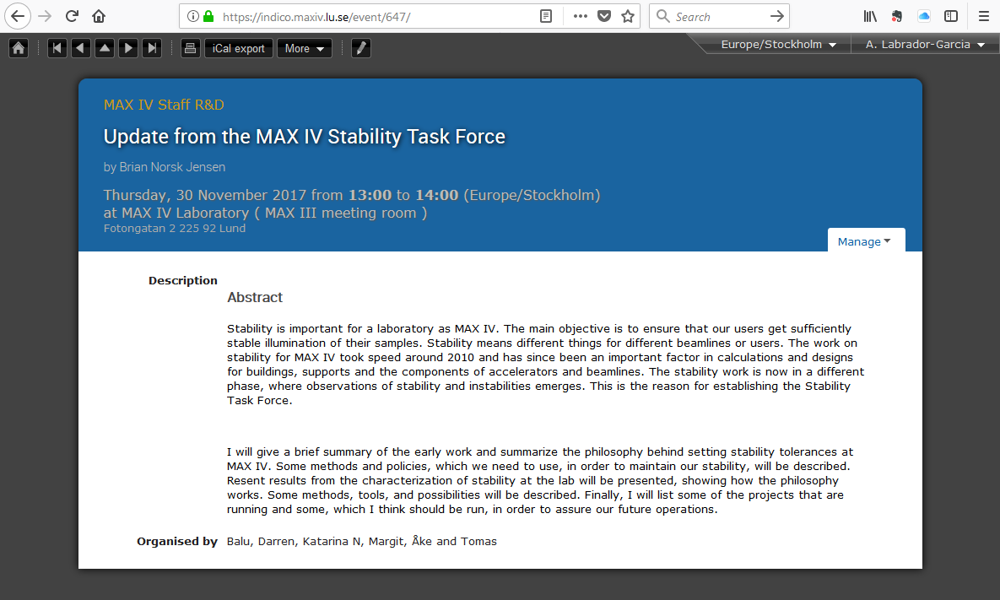 https://indico.maxiv.lu.se/event/647/
Search
iCal export
More
Europe/Stockholm
A. Labrador-Garcia
MAX IV Staff R&D
Update from the MAX IV Stability Task Force
by Brian Norsk Jensen
Thursday, 30 November 2017 from 13:00 to 14:00 (Europe/Stockholm)
at MAX IV Laboratory ( MAX III meeting room )
Fotongatan 2 225 92 Lund
Manage
Description
Abstract
Stability is important for a laboratory as MAX IV. The main objective is to ensure that our users get sufficiently
stable illumination of their samples. Stability means different things for different beamlines or users. The work on
stability for MAX IV took speed around 2010 and has since been an important factor in calculations and designs
for buildings, supports and the components of accelerators and beamlines. The stability work is now in a different
phase, where observations of stability and instabilities emerges. This is the reason for establishing the Stability
Task Force.
I will give a brief summary of the early work and summarize the philosophy behind setting stability tolerances at
MAX IV. Some methods and policies, which we need to use, in order to maintain our stability, will be described.
Resent results from the characterization of stability at the lab will be presented, showing how the philosophy
works. Some methods, tools, and possibilities will be described. Finally, I will list some of the projects that are
running and some, which I think should be run, in order to assure our future operations.
Organised by Balu, Darren, Katarina N, Margit, Åke and Tomas